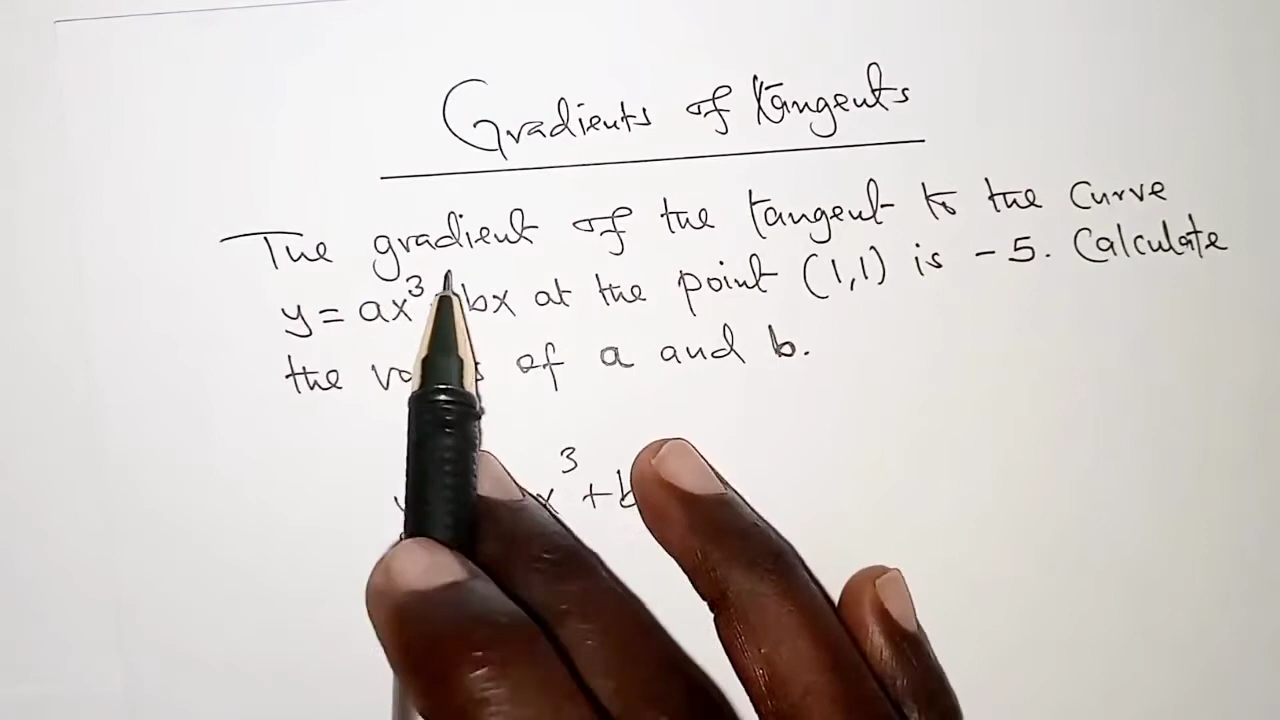 Gradients of tangents
The gradient of the tangent to the curve
y = ax³ bx at the point (1,1) is -5. Calculate
the of a and b.
x³ + b